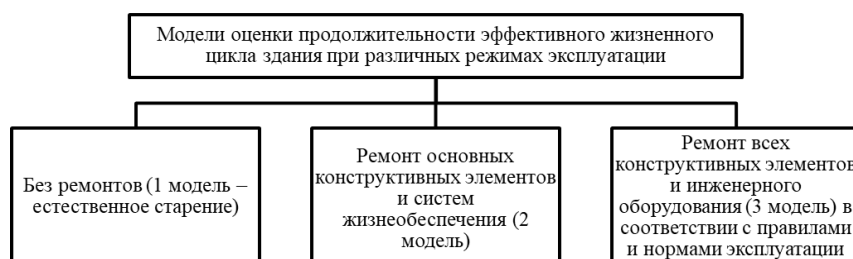 Модели оценки продолжительности эффективного жизненного
цикла здания при различных режимах эксплуатации
Без ремонтов (1 модель –
естественное старение)
Ремонт основных
конструктивных элементов
и систем
жизнеобеспечения (2
модель)
Ремонт всех
конструктивных элементов
и инженерного
оборудования (3 модель) в
соответствии с правилами
и нормами эксплуатации